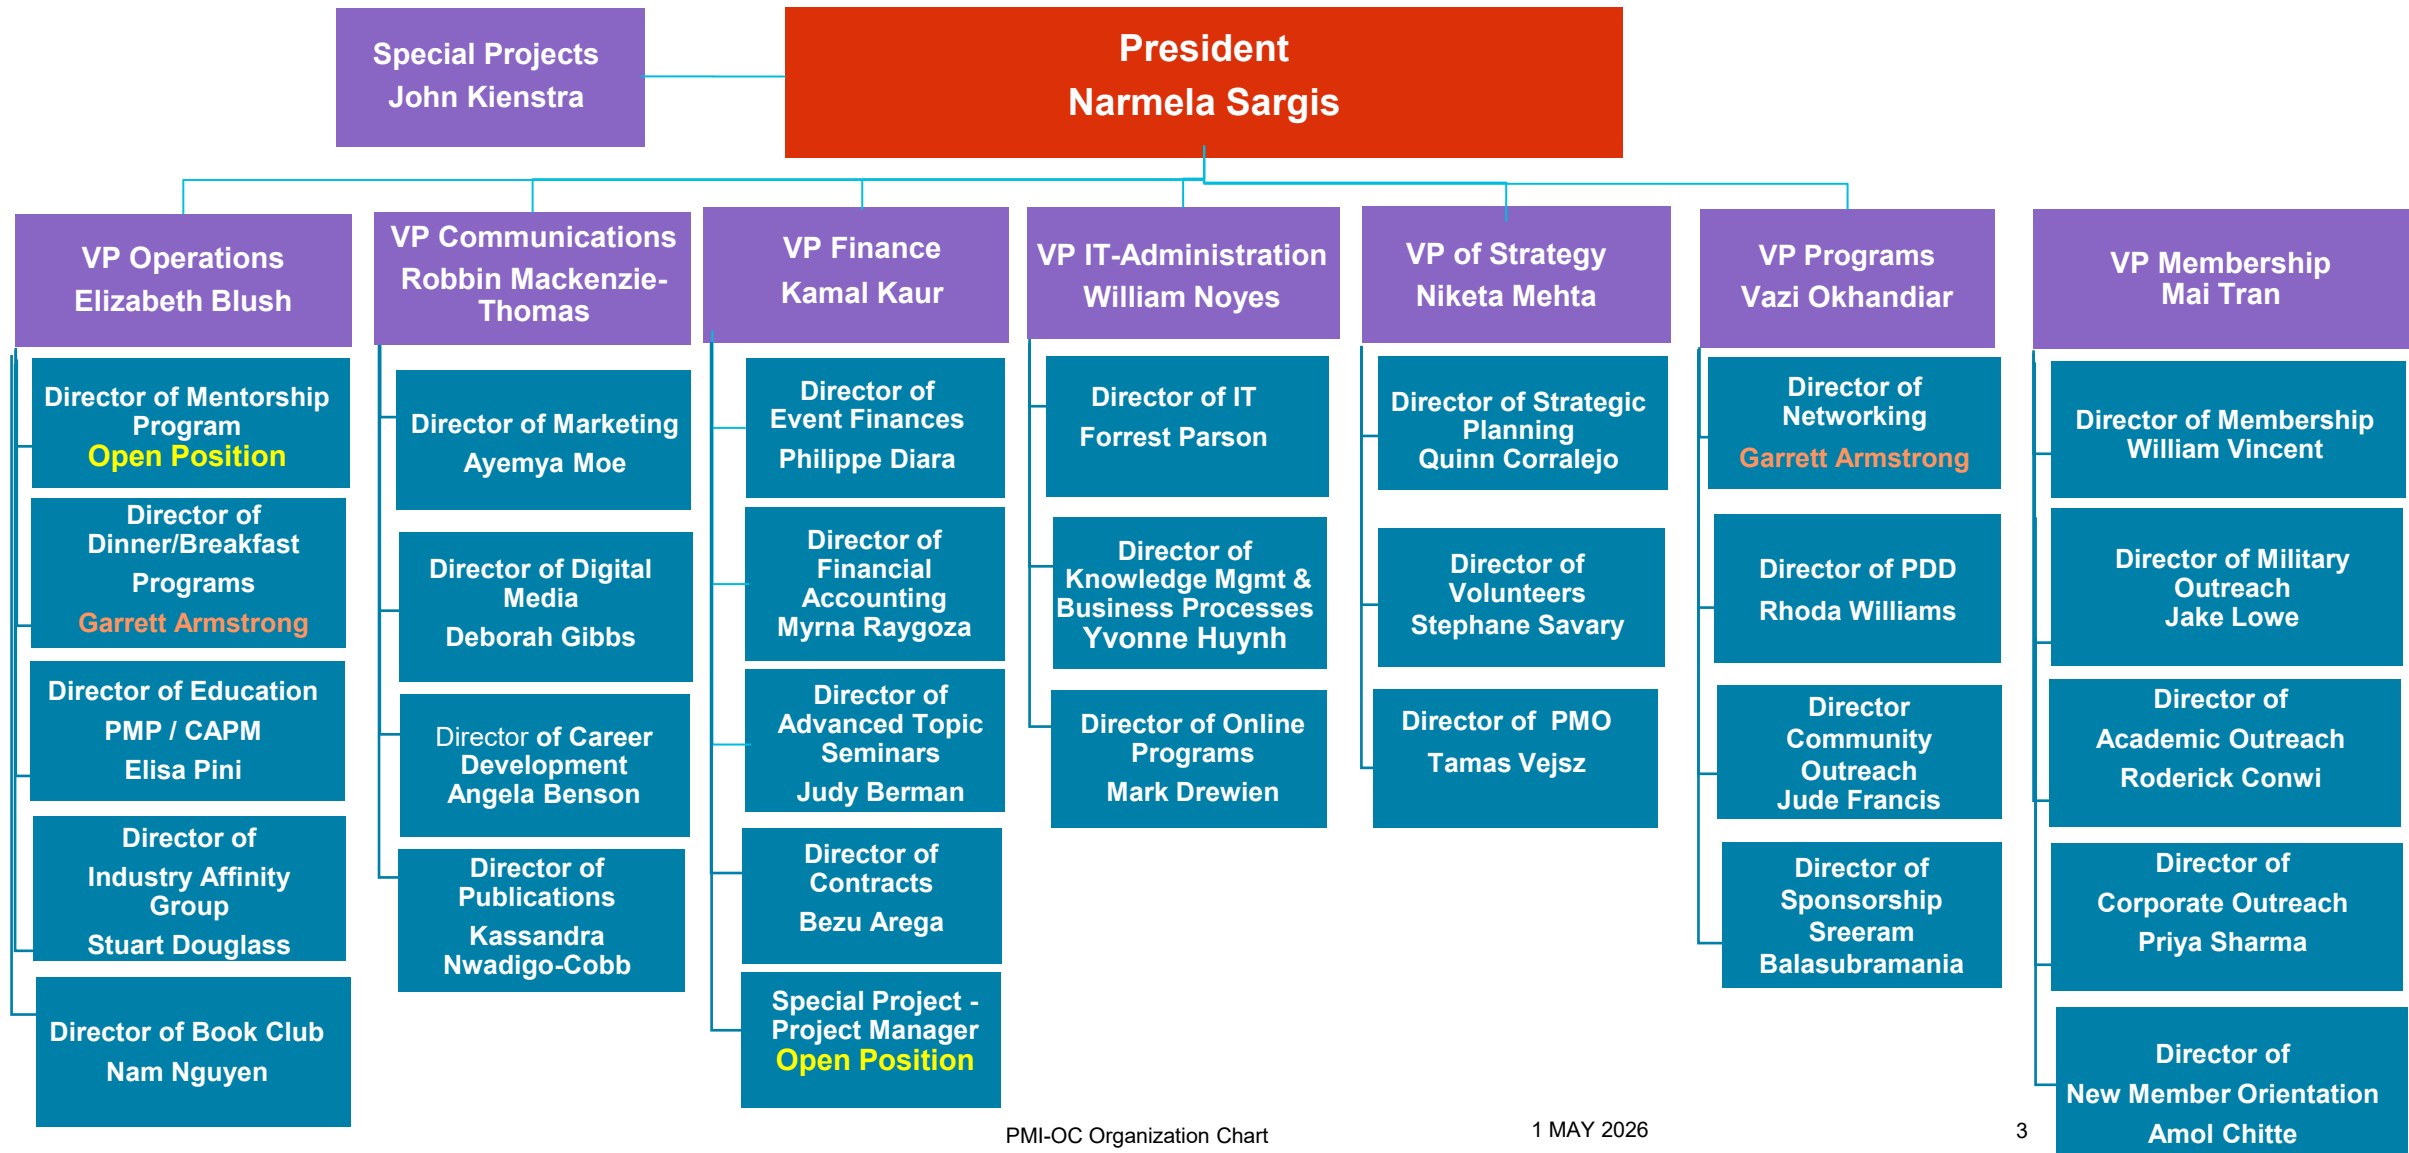 Special Projects
John Kienstra
President
Narmela Sargis
VP Operations
Elizabeth Blush
VP Communications
Robbin Mackenzie-
Thomas
VP Finance
Kamal Kaur
VP IT-Administration
William Noyes
VP of Strategy
Niketa Mehta
VP Programs
Vazi Okhandiar
VP Membership
Mai Tran
Director of Mentorship
Program
Open Position
Director of
Dinner/Breakfast
Programs
Garrett Armstrong
Director of Education
PMP / CAPM
Elisa Pini
Director of
Industry Affinity
Group
Stuart Douglass
Director of Book Club
Nam Nguyen
Director of Marketing
Ayemya Moe
Director of Digital
Media
Deborah Gibbs
Director of Career
Development
Angela Benson
Director of
Publications
Kassandra
Nwadigo-Cobb
Director of
Event Finances
Philippe Diara
Director of
Financial
Accounting
Myrna Raygoza
Director of
Advanced Topic
Seminars
Judy Berman
Director of
Contracts
Bezu Arega
Special Project -
Project Manager
Open Position
Director of IT
Forrest Parson
Director of
Knowledge Mgmt &
Business Processes
Yvonne Huynh
Director of Online
Programs
Mark Drewien
Director of Strategic
Planning
Quinn Corralejo
Director of
Volunteers
Stephane Savary
Director of  PMO
Tamas Vejsz
Director of
Networking
Garrett Armstrong
Director of PDD
Rhoda Williams
Director
Community
Outreach
Jude Francis
Director of
Sponsorship
Sreeram
Balasubramania
Director of Membership
William Vincent
Director of Military
Outreach
Jake Lowe
Director of
Academic Outreach
Roderick Conwi
Director of
Corporate Outreach
Priya Sharma
Director of
New Member Orientation
Amol Chitte
PMI-OC Organization Chart
1 MAY 2026
3